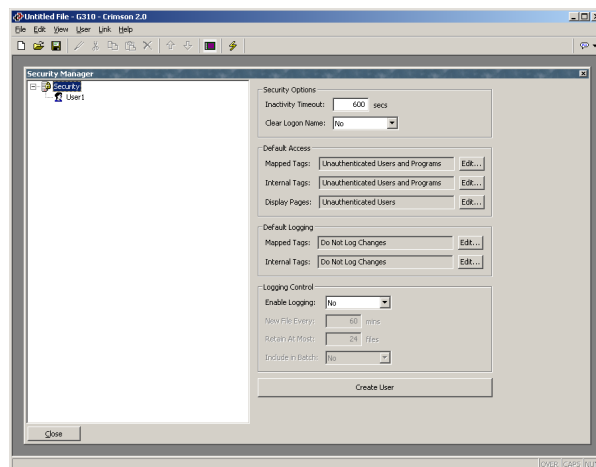 Untitled File - G310 - Crimson 2.0
File Edit View User Link Help
Security Manager
Security
User1
Security Options
Inactivity Timeout: 600 secs
Clear Logon Name: No
Default Access
Mapped Tags: Unauthenticated Users and Programs Edit...
Internal Tags: Unauthenticated Users and Programs Edit...
Display Pages: Unauthenticated Users Edit...
Default Logging
Mapped Tags: Do Not Log Changes Edit...
Internal Tags: Do Not Log Changes Edit...
Logging Control
Enable Logging: No
New File Every: 60 mins
Retain At Most: 24 files
Include in Batch: No
Create User
Close
OVER CAPS NUM